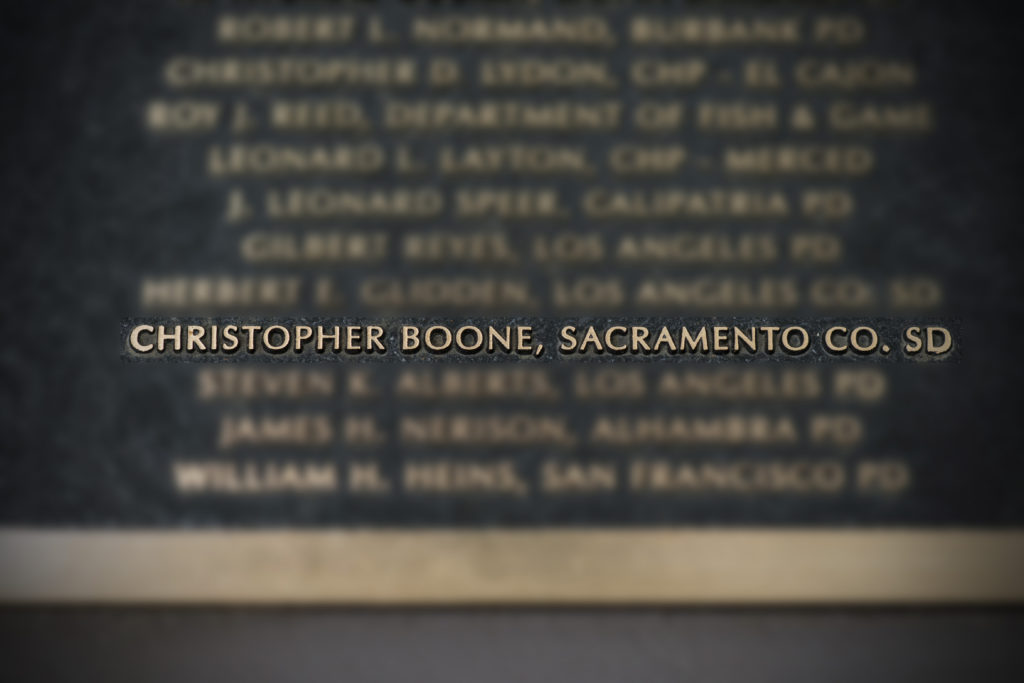 ROBERT L. NORMAND, BURBANK PD
CHRISTOPHER D. LYDON, CHP - EL CAJON
ROY J. REED, DEPARTMENT OF FISH & GAME
LEONARD L. LAYTON, CHP - MERCED
J. LEONARD SPEER, CALIPATRIA PD
GILBERT REYES, LOS ANGELES PD
HERBERT E. GLIDDEN, LOS ANGELES CO. SD
CHRISTOPHER BOONE, SACRAMENTO CO. SD
STEVEN K. ALBERTS, LOS ANGELES PD
JAMES H. NERISON, ALHAMBRA PD
WILLIAM H. HEINS, SAN FRANCISCO PD